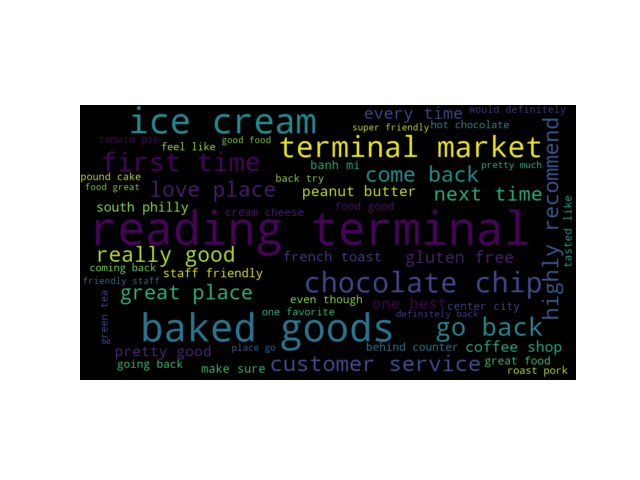 ice cream
every time
would definitely
super friendly
hot chocolate
tomato pie
feel like
good food
terminal market
highly recommend
first time
banh mi
pretty much
pound cake
back try
come back
food great
love place
peanut butter
next time
tasted like
south philly
cream cheese
food good
reading terminal
really good
french toast
gluten free
coming back
staff friendly
friendly staff
chocolate chip
great place
green tea
even though
one best
center city
one favorite
definitely back
baked goods
go back
pretty good
place go
behind counter
coffee shop
going back
make sure
customer service
great food
roast pork